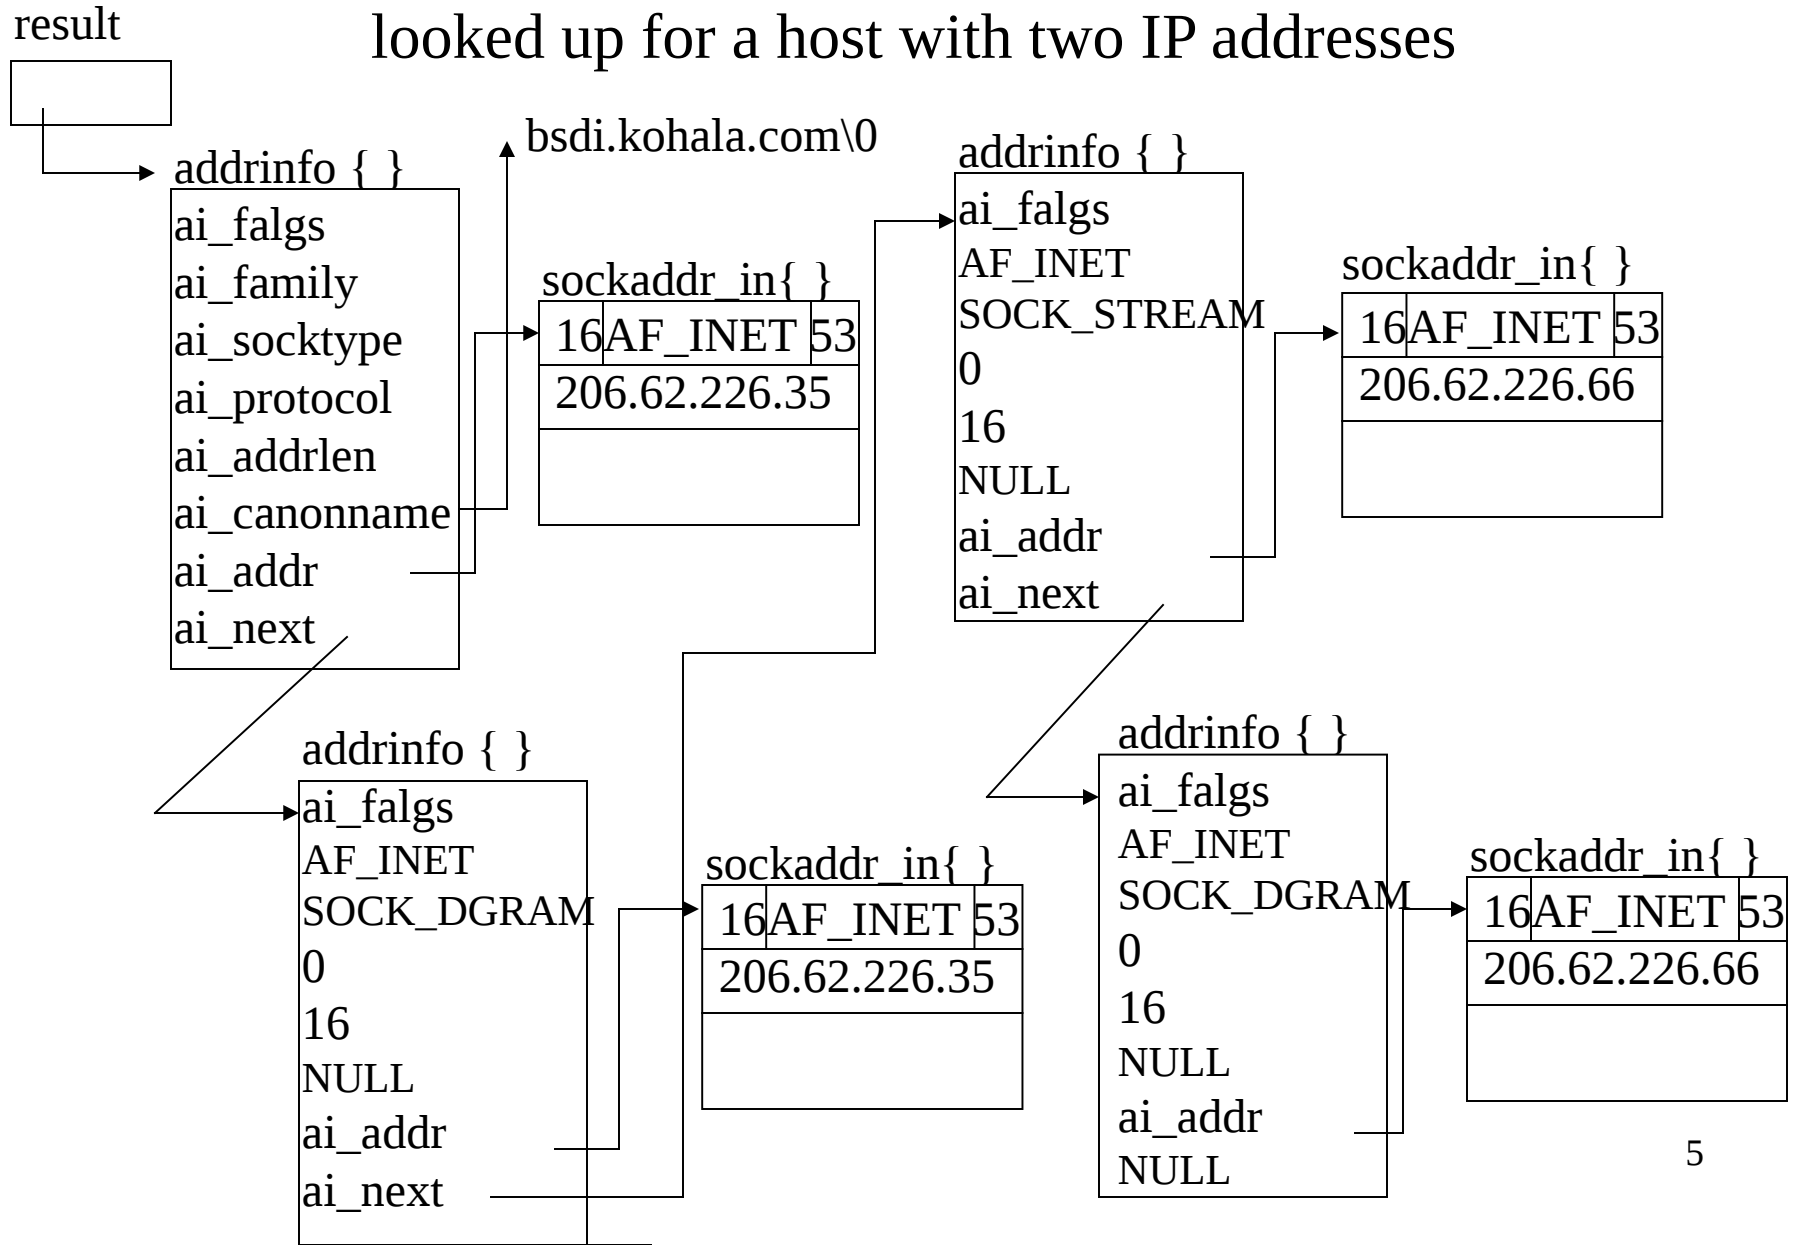 result
looked up for a host with two IP addresses
bsdi.kohala.com\0
addrinfo { }
ai_falgs
ai_family
ai_socktype
ai_protocol
ai_addrlen
ai_canonname
ai_addr
ai_next
sockaddr_in{ }
16 AF_INET 53
206.62.226.35
addrinfo { }
ai_falgs
AF_INET
SOCK_DGRAM
0
16
NULL
ai_addr
ai_next
sockaddr_in{ }
16 AF_INET 53
206.62.226.35
addrinfo { }
ai_falgs
AF_INET
SOCK_STREAM
0
16
NULL
ai_addr
ai_next
sockaddr_in{ }
16 AF_INET 53
206.62.226.66
addrinfo { }
ai_falgs
AF_INET
SOCK_DGRAM
0
16
NULL
ai_addr
NULL
sockaddr_in{ }
16 AF_INET 53
206.62.226.66
5